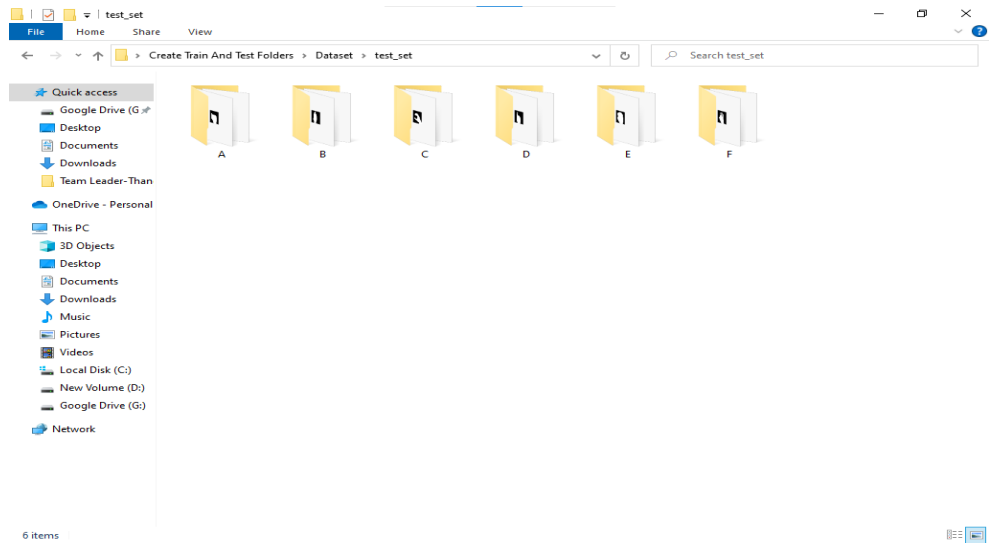 test_set
File Home Share View
Create Train And Test Folders > Dataset > test_set
Search test_set
Quick access
Google Drive (G
Desktop
Documents
Downloads
Team Leader-Than
OneDrive - Personal
This PC
3D Objects
Desktop
Documents
Downloads
Music
Pictures
Videos
Local Disk (C:)
New Volume (D:)
Google Drive (G:)
Network
A B C D E F
6 items